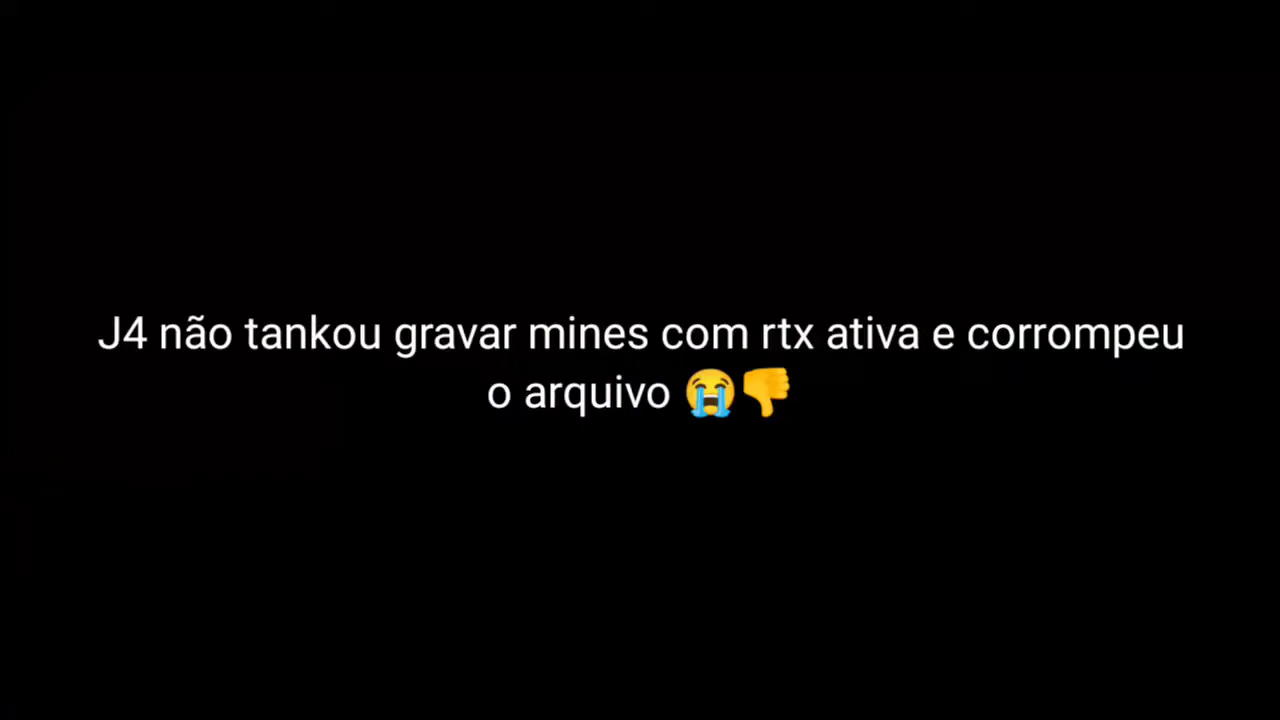 J4 não tankou gravar mines com rtx ativa e corrompeu
o arquivo 😭👎